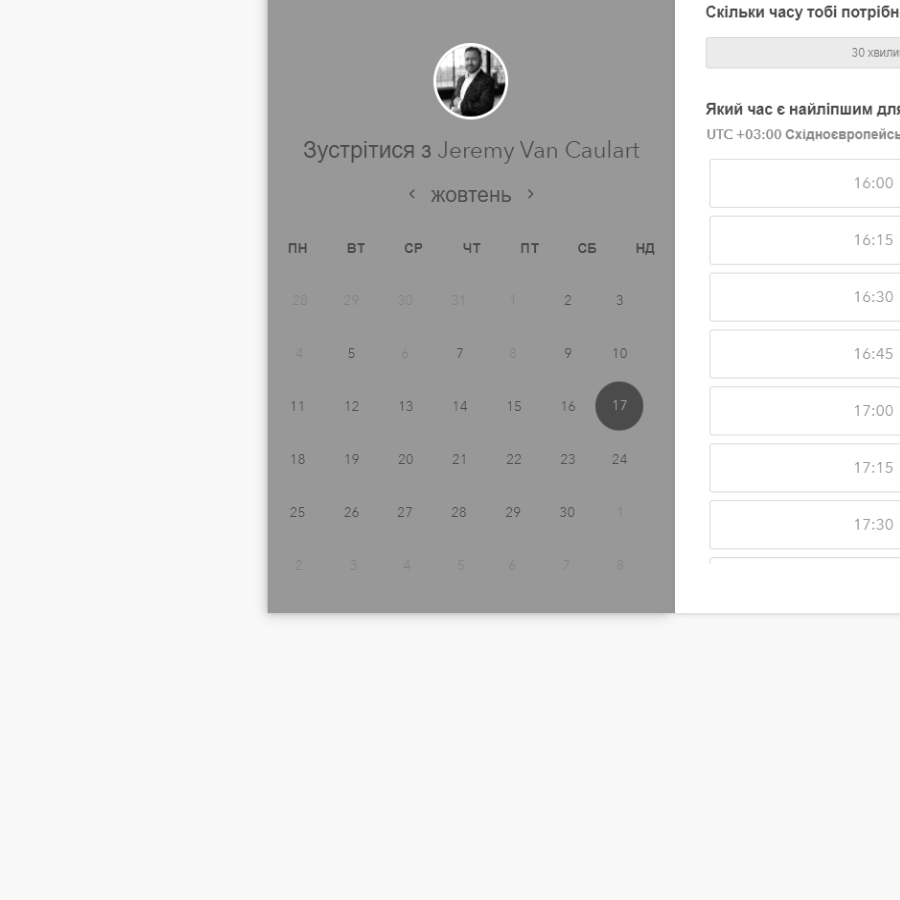 Зустрітися з Jeremy Van Caulart
жовтень
ПН ВТ СР ЧТ ПТ СБ НД
28 29 30 31 1 2 3
4 5 6 7 8 9 10
11 12 13 14 15 16 17
18 19 20 21 22 23 24
25 26 27 28 29 30 1
2 3 4 5 6 7 8
Скільки часу тобі потрібн
30 хвили
Який час є найліпшим для
UTC +03:00 Східноєвропейсь
16:00
16:15
16:30
16:45
17:00
17:15
17:30